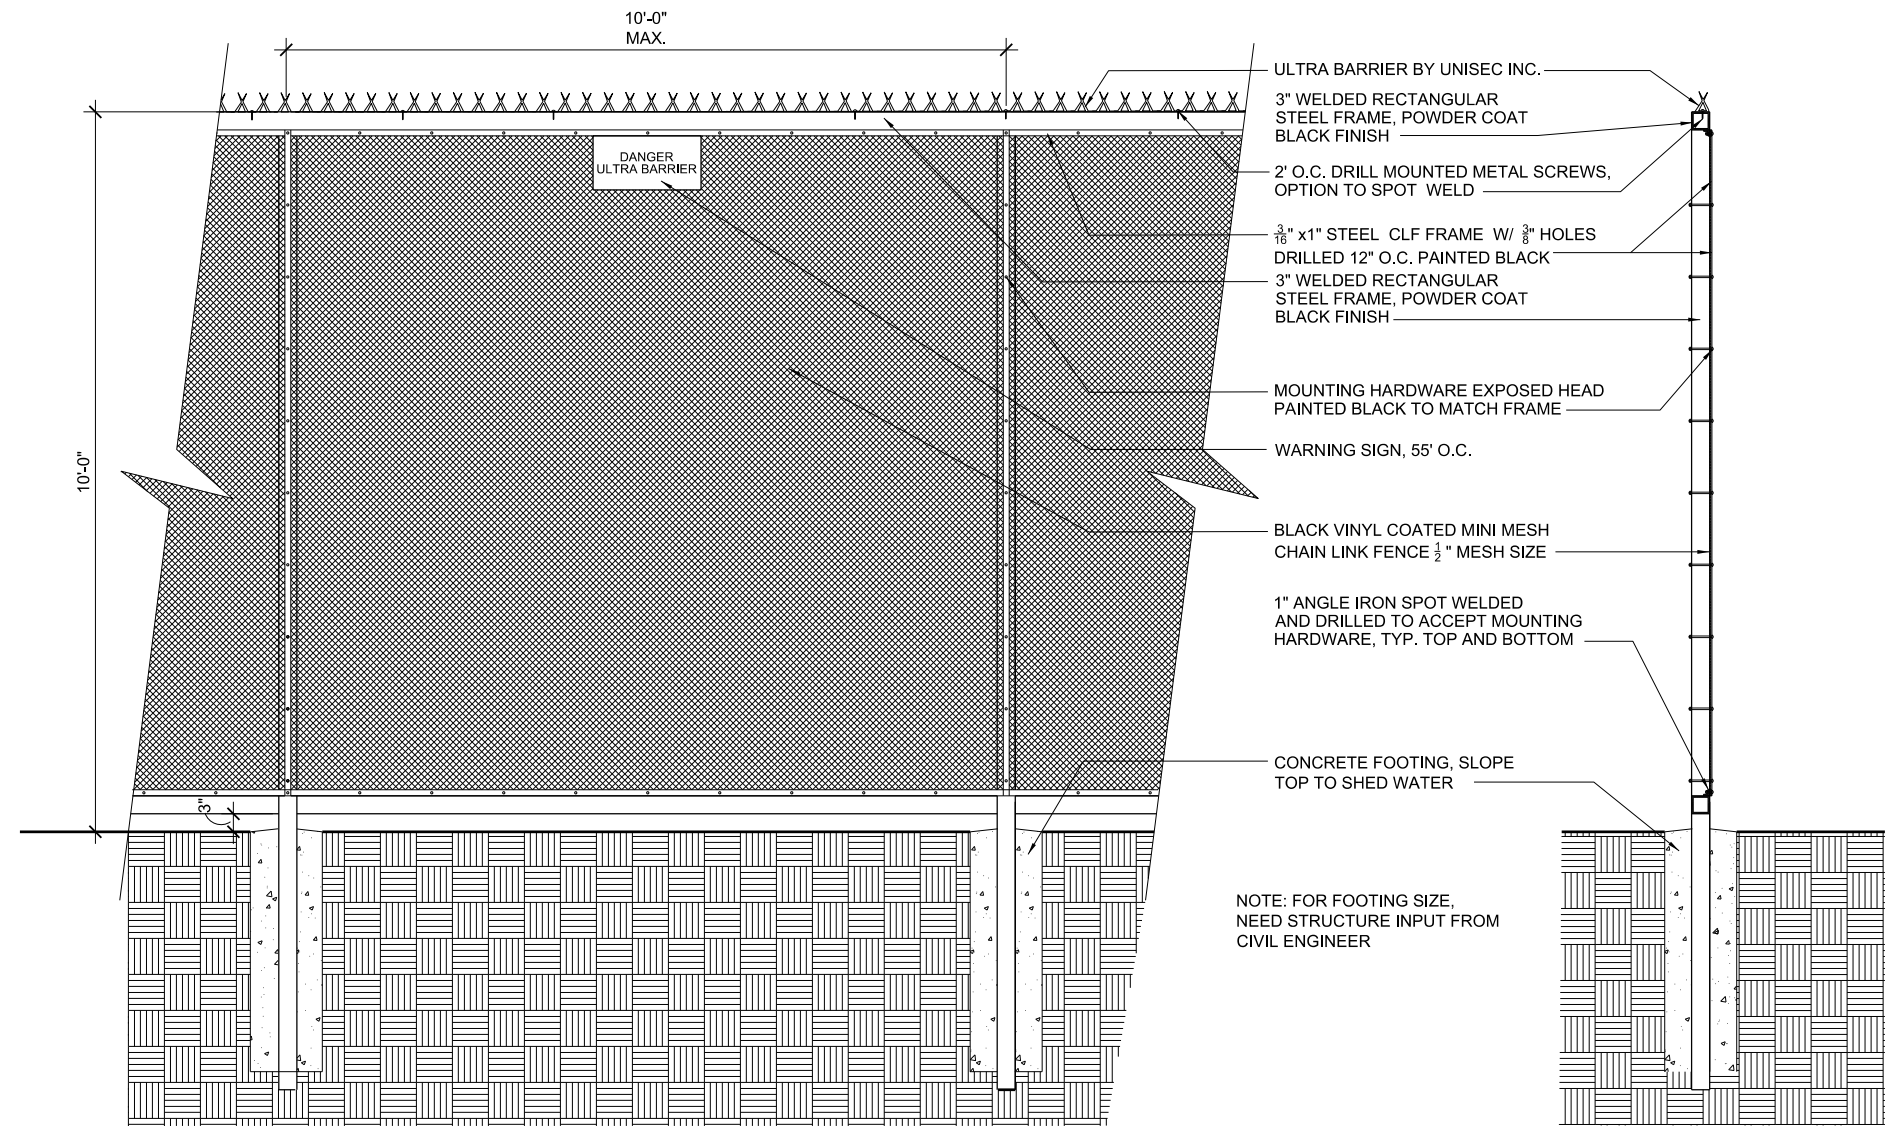 10'-0"
MAX.
ULTRA BARRIER BY UNISEC INC.
3" WELDED RECTANGULAR
STEEL FRAME, POWDER COAT
BLACK FINISH
DANGER
ULTRA BARRIER
2' O.C. DRILL MOUNTED METAL SCREWS,
OPTION TO SPOT WELD
3/16" x1" STEEL CLF FRAME W/ 3/8" HOLES
DRILLED 12" O.C. PAINTED BLACK
3" WELDED RECTANGULAR
STEEL FRAME, POWDER COAT
BLACK FINISH
MOUNTING HARDWARE EXPOSED HEAD
PAINTED BLACK TO MATCH FRAME
WARNING SIGN, 55' O.C.
10'-0"
BLACK VINYL COATED MINI MESH
CHAIN LINK FENCE 1/2" MESH SIZE
1" ANGLE IRON SPOT WELDED
AND DRILLED TO ACCEPT MOUNTING
HARDWARE, TYP. TOP AND BOTTOM
CONCRETE FOOTING, SLOPE
TOP TO SHED WATER
3"
NOTE: FOR FOOTING SIZE,
NEED STRUCTURE INPUT FROM
CIVIL ENGINEER